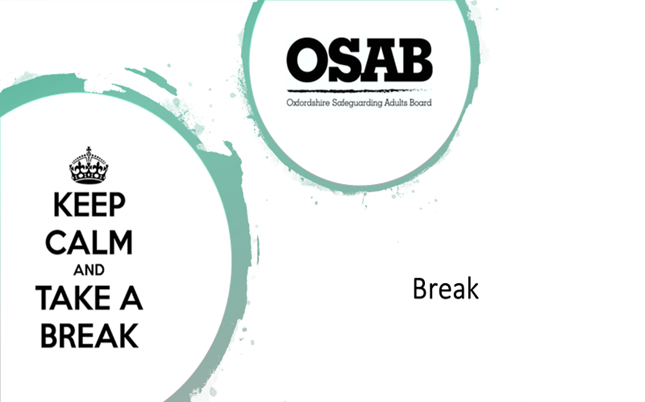 OSAB
Oxfordshire Safeguarding Adults Board
KEEP
CALM
AND
TAKE A
BREAK
Break